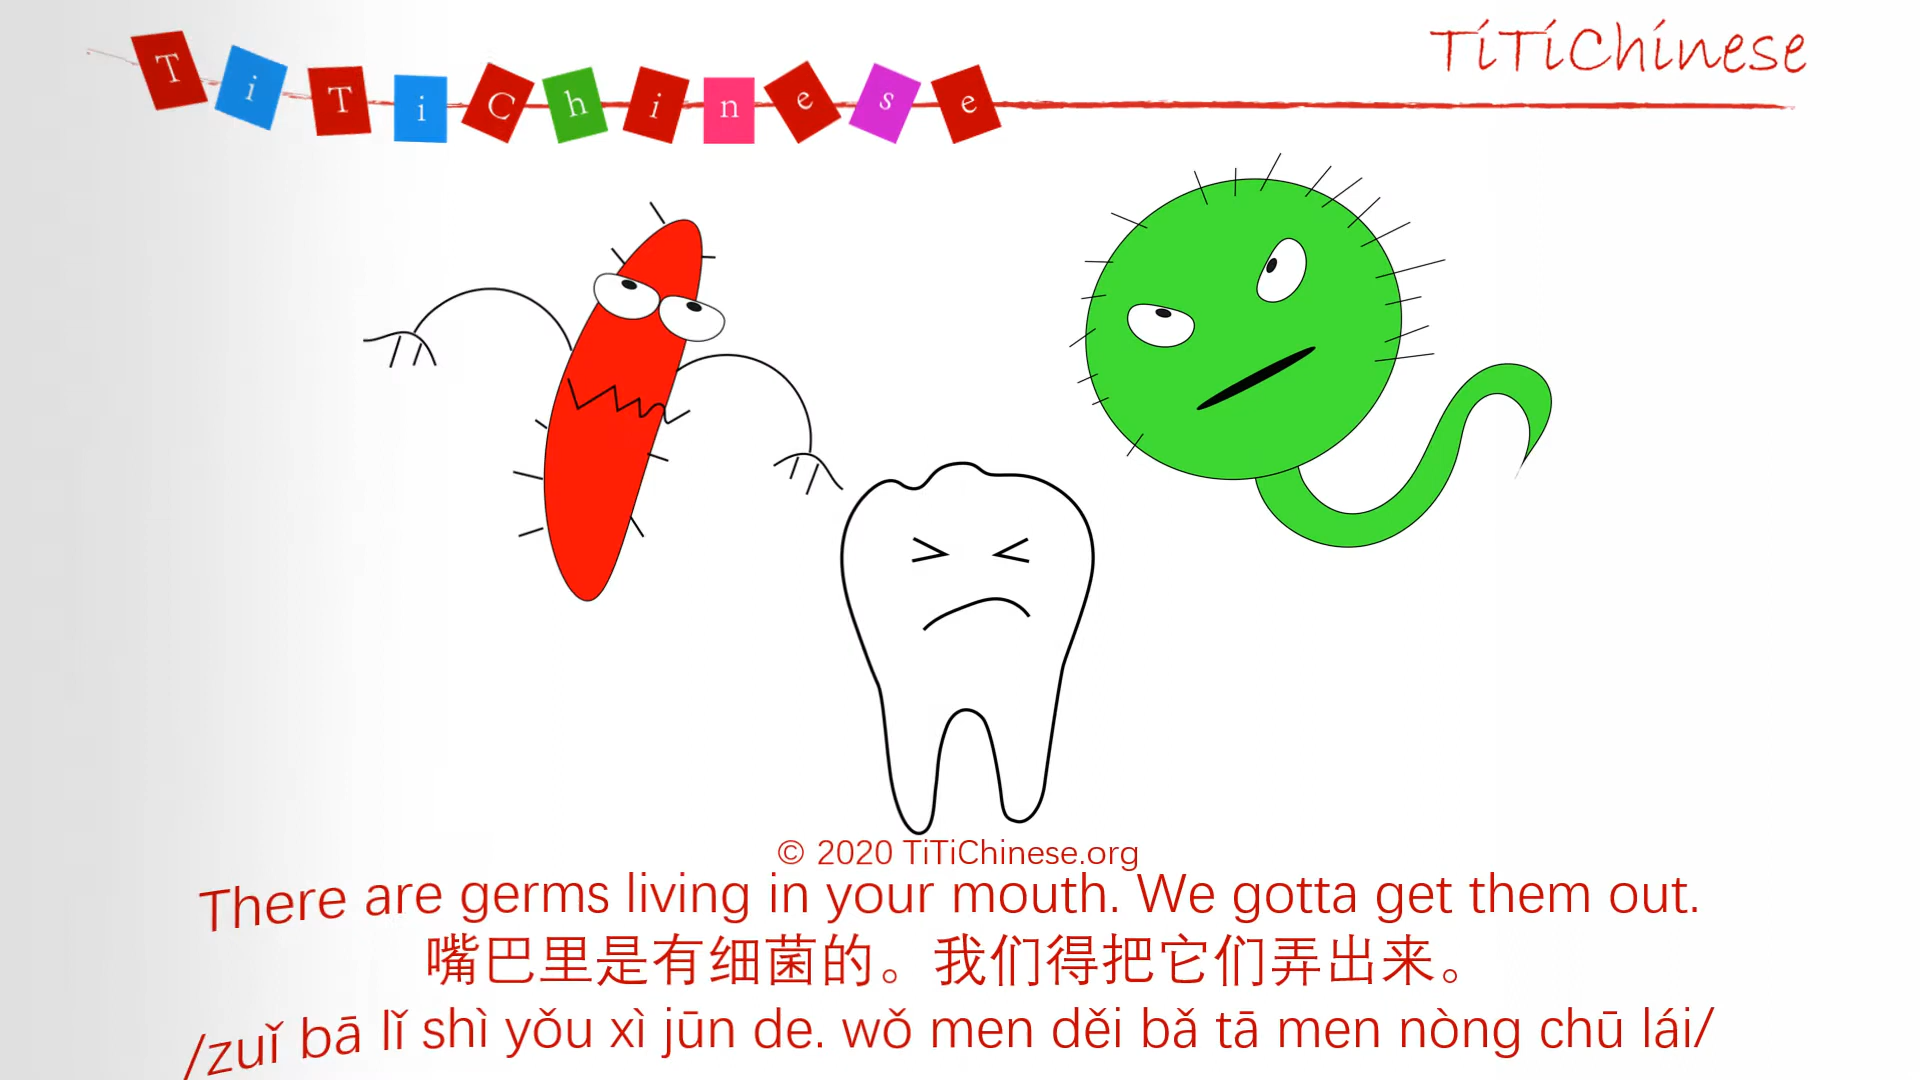 TiTiChinese
TiTiChinese
© 2020 TiTiChinese.org
There are germs living in your mouth. We gotta get them out.
嘴巴里是有细菌的。我们得把它们弄出来。
/zuǐ bā lǐ shì yǒu xì jūn de. wǒ men děi bǎ tā men nòng chū lái/